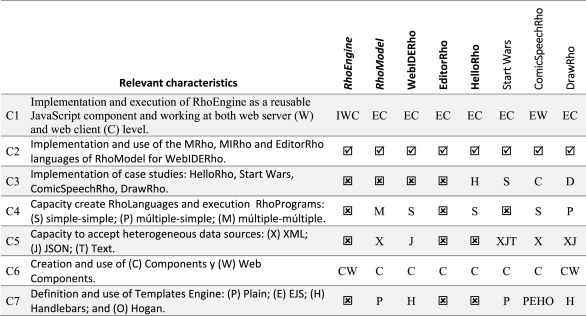 Relevant characteristics RhoEngine RhoModel WebIDERho EditorRho HelloRho Start Wars ComicSpeechRho DrawRho
C1 Implementation and execution of RhoEngine as a reusable
JavaScript component and working at both web server (W)
and web client (C) level. IWC EC EC EC EC EC EW EC
C2 Implementation and use of the MRho, MIRho and EditorRho
languages of RhoModel for WebIDERho. ☑ ☑ ☑ ☑ ☑ ☑ ☑ ☑
C3 Implementation of case studies: HelloRho, Start Wars,
ComicSpeechRho, DrawRho. ☒ ☒ ☒ ☒ H S C D
C4 Capacity create RhoLanguages and execution RhoPrograms:
(S) simple-simple; (P) múltiple-simple; (M) múltiple-múltiple. ☒ M S ☒ S ☒ S P
C5 Capacity to accept heterogeneous data sources: (X) XML;
(J) JSON; (T) Text. ☒ X J ☒ ☒ XJT X XJ
C6 Creation and use of (C) Components y (W) Web
Components. CW C C C C C C CW
C7 Definition and use of Templates Engine: (P) Plain; (E) EJS; (H)
Handlebars; and (O) Hogan. ☒ P H ☒ ☒ P PEHO H